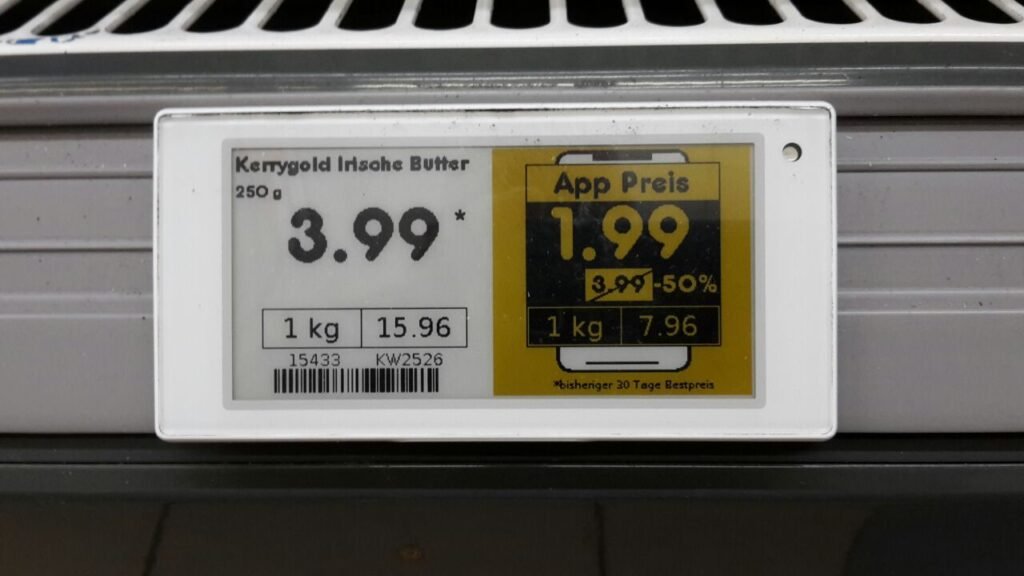 Kerrygold Irische Butter
250 g
3.99 *
1 kg 15.96
15433 KW2526
App Preis
1.99
3.99 -50%
1 kg 7.96
*bisheriger 30 Tage Bestpreis